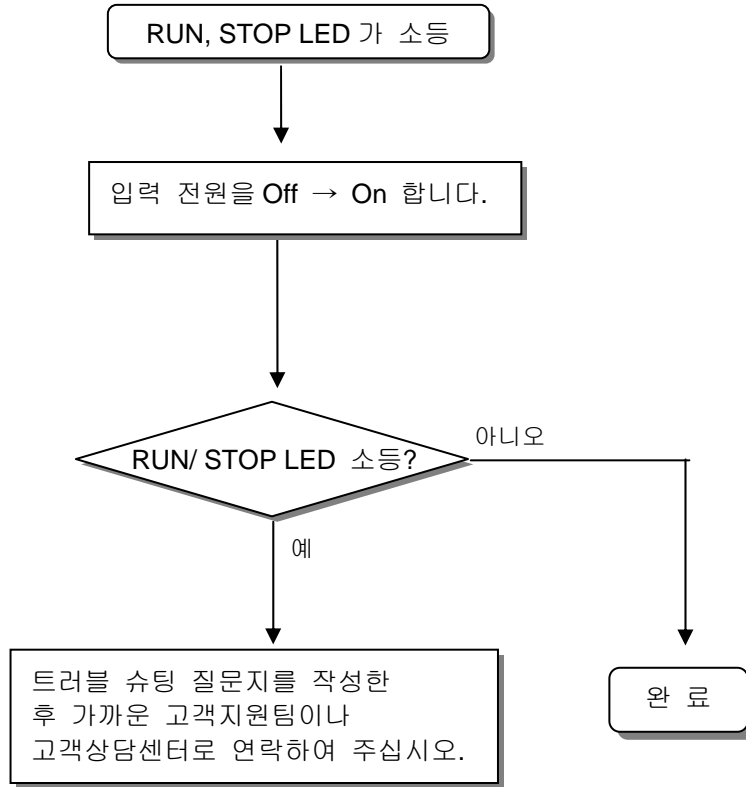 RUN, STOP LED 가 소등
입력 전원을 Off → On 합니다.
RUN/ STOP LED 소등?
아니오
예
트러블 슈팅 질문지를 작성한
후 가까운 고객지원팀이나
고객상담센터로 연락하여 주십시오.
완 료